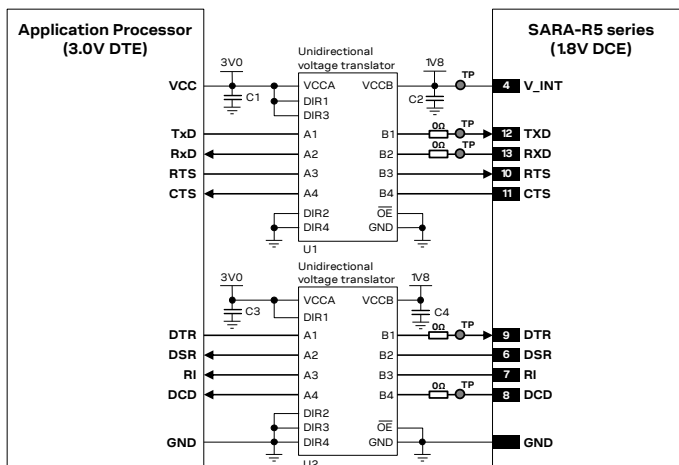 Application Processor
(3.0V DTE)
SARA-R5 series
(1.8V DCE)
Unidirectional
voltage translator
3V0
1V8
TP
VCC
VCCA
VCCB
4
V_INT
C1
DIR1
C2
DIR3
0Ω
TP
TxD
A1
B1
12
TXD
0Ω
TP
RxD
A2
B2
13
RXD
RTS
A3
B3
10
RTS
CTS
A4
B4
11
CTS
DIR2
OE
DIR4
GND
U1
Unidirectional
voltage translator
3V0
1V8
VCCA
VCCB
C3
DIR1
C4
0Ω
TP
DTR
A1
B1
9
DTR
DSR
A2
B2
6
DSR
RI
A3
B3
7
RI
0Ω
TP
DCD
A4
B4
8
DCD
DIR2
DIR3
OE
GND
DIR4
GND
GND
U2